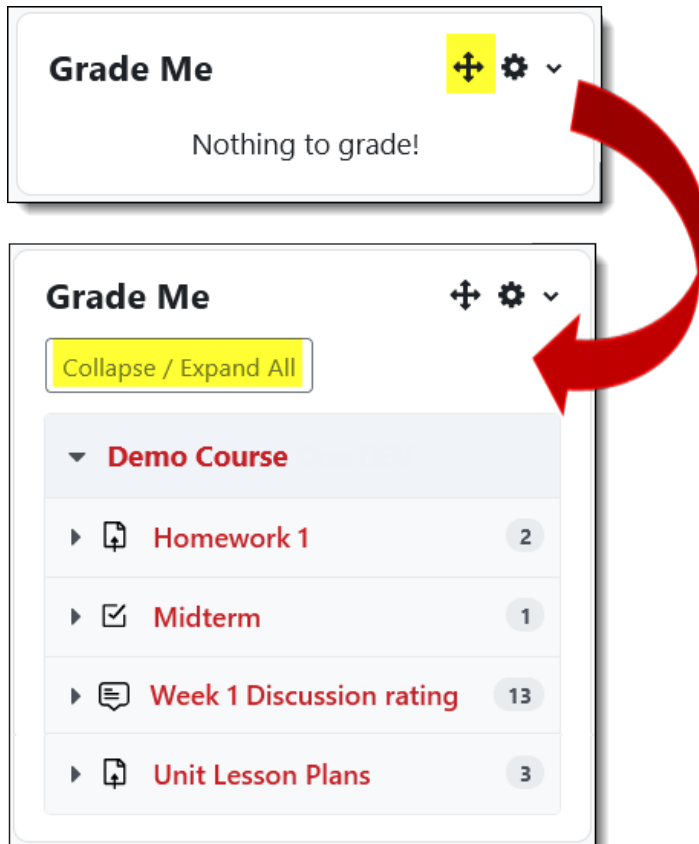 Grade Me
Nothing to grade!
Grade Me
Collapse / Expand All
Demo Course
Homework 1 2
Midterm 1
Week 1 Discussion rating 13
Unit Lesson Plans 3